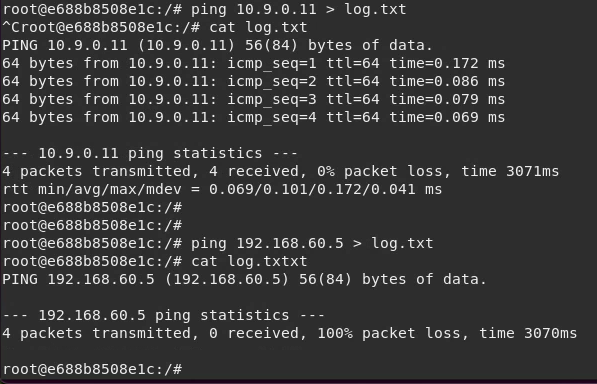 root@e688b8508e1c:/# ping 10.9.0.11 > log.txt
^Croot@e688b8508e1c:/# cat log.txt
PING 10.9.0.11 (10.9.0.11) 56(84) bytes of data.
64 bytes from 10.9.0.11: icmp_seq=1 ttl=64 time=0.172 ms
64 bytes from 10.9.0.11: icmp_seq=2 ttl=64 time=0.086 ms
64 bytes from 10.9.0.11: icmp_seq=3 ttl=64 time=0.079 ms
64 bytes from 10.9.0.11: icmp_seq=4 ttl=64 time=0.069 ms
--- 10.9.0.11 ping statistics ---
4 packets transmitted, 4 received, 0% packet loss, time 3071ms
rtt min/avg/max/mdev = 0.069/0.101/0.172/0.041 ms
root@e688b8508e1c:/#
root@e688b8508e1c:/#
root@e688b8508e1c:/# ping 192.168.60.5 > log.txt
root@e688b8508e1c:/# cat log.txtxt
PING 192.168.60.5 (192.168.60.5) 56(84) bytes of data.
--- 192.168.60.5 ping statistics ---
4 packets transmitted, 0 received, 100% packet loss, time 3070ms
root@e688b8508e1c:/#